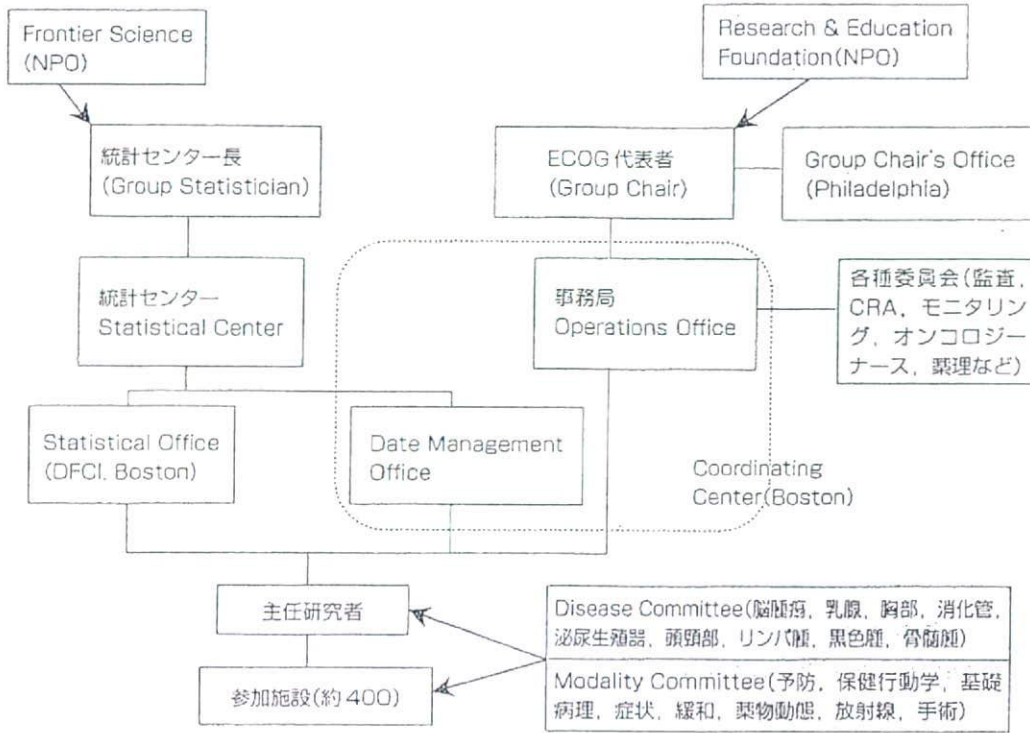 Frontier Science
(NPO)
Research & Education
Foundation(NPO)
統計センター長
(Group Statistician)
ECOG代表者
(Group Chair)
Group Chair's Office
(Philadelphia)
統計センター
Statistical Center
事務局
Operations Office
各種委員会(監査,
CRA, モニタリン
グ, オンコロジー
ナース, 薬理など)
Statistical Office
(DFCI, Boston)
Date Management
Office
Coordinating
Center(Boston)
主任研究者
参加施設(約400)
Disease Committee(脳腫瘍, 乳腺, 胸部, 消化管,
泌尿生殖器, 頭頸部, リンパ腫, 黒色腫, 骨髄腫)
Modality Committee(予防, 保健行動学, 基礎
病理, 症状, 緩和, 薬物動態, 放射線, 手術)